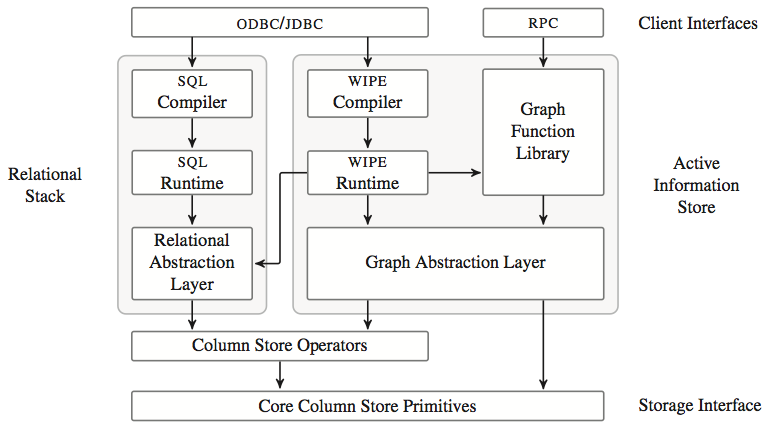 ODBC/JDBC
RPC
Client Interfaces
SQL
Compiler
WIPE
Compiler
Graph
Function
Library
Relational
Stack
SQL
Runtime
WIPE
Runtime
Active
Information
Store
Relational
Abstraction
Layer
Graph Abstraction Layer
Column Store Operators
Core Column Store Primitives
Storage Interface